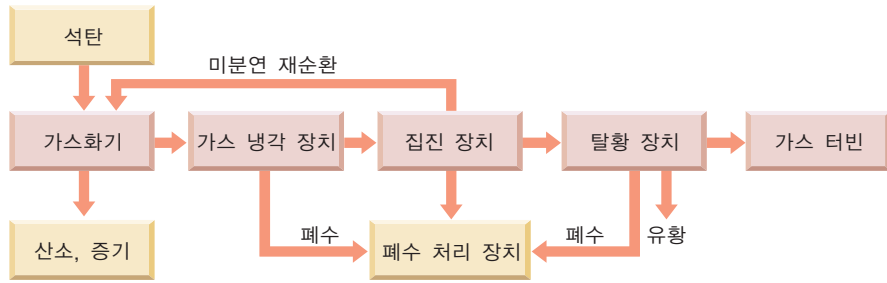 석탄
미분연 재순환
가스화기
가스 냉각 장치
집진 장치
탈황 장치
가스 터빈
산소, 증기
폐수
폐수 처리 장치
폐수
유황